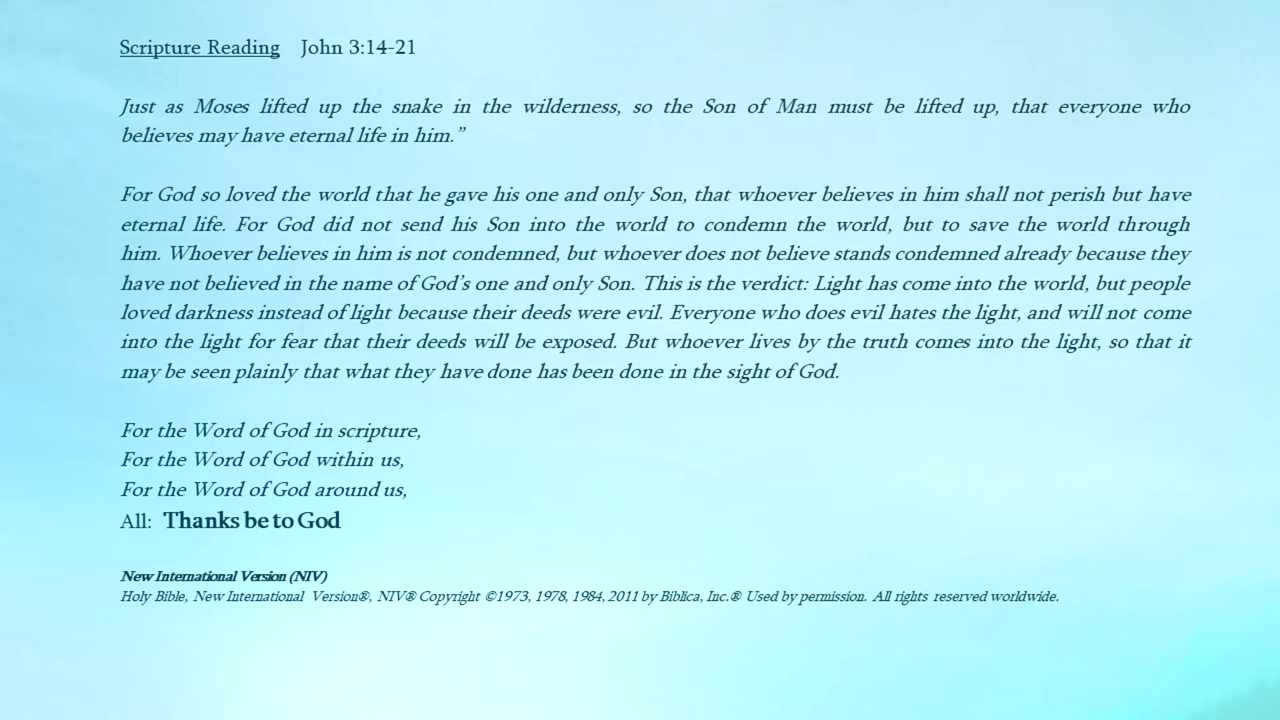 Scripture Reading John 3:14-21
Just as Moses lifted up the snake in the wilderness, so the Son of Man must be lifted up, that everyone who
believes may have eternal life in him.”
For God so loved the world that he gave his one and only Son, that whoever believes in him shall not perish but have
eternal life. For God did not send his Son into the world to condemn the world, but to save the world through
him. Whoever believes in him is not condemned, but whoever does not believe stands condemned already because they
have not believed in the name of God’s one and only Son. This is the verdict: Light has come into the world, but people
loved darkness instead of light because their deeds were evil. Everyone who does evil hates the light, and will not come
into the light for fear that their deeds will be exposed. But whoever lives by the truth comes into the light, so that it
may be seen plainly that what they have done has been done in the sight of God.
For the Word of God in scripture,
For the Word of God within us,
For the Word of God around us,
All: Thanks be to God
New International Version (NIV)
Holy Bible, New International Version®, NIV® Copyright ©1973, 1978, 1984, 2011 by Biblica, Inc.® Used by permission. All rights reserved worldwide.